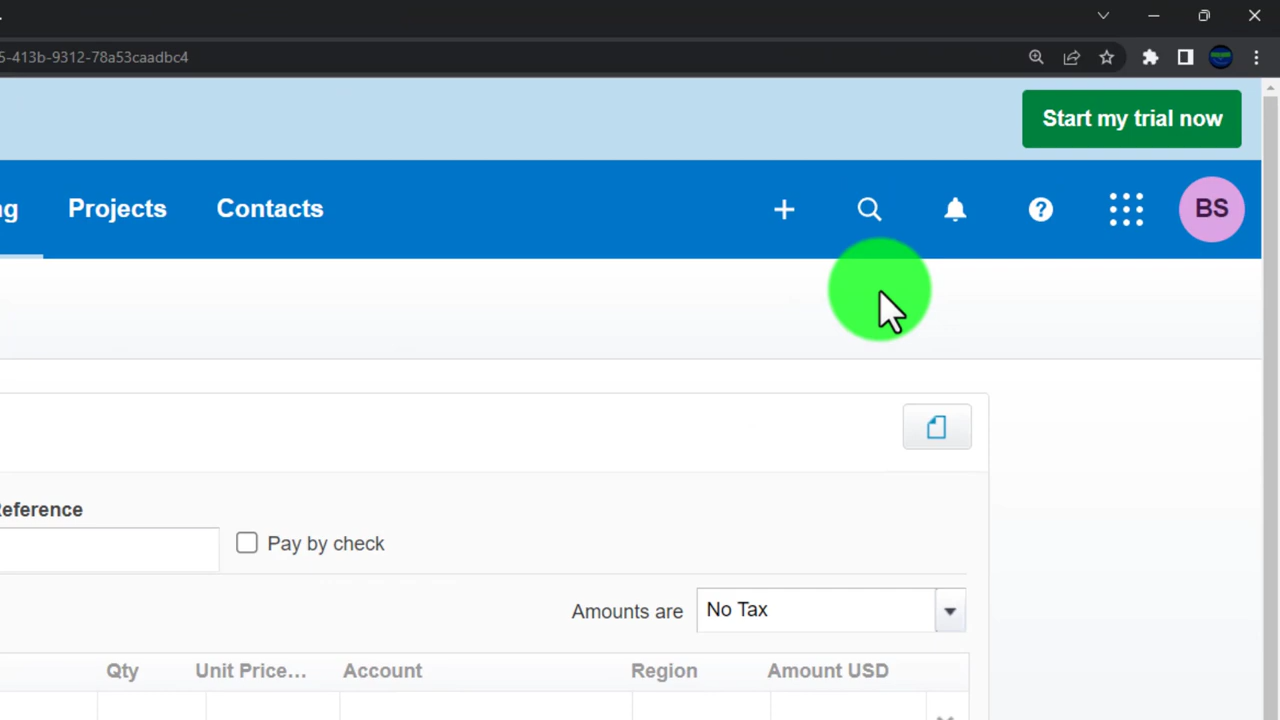 5-413b-9312-78a53caadbc4
Start my trial now
ng Projects Contacts
BS
Reference
Pay by check
Amounts are No Tax
Qty Unit Price... Account Region Amount USD